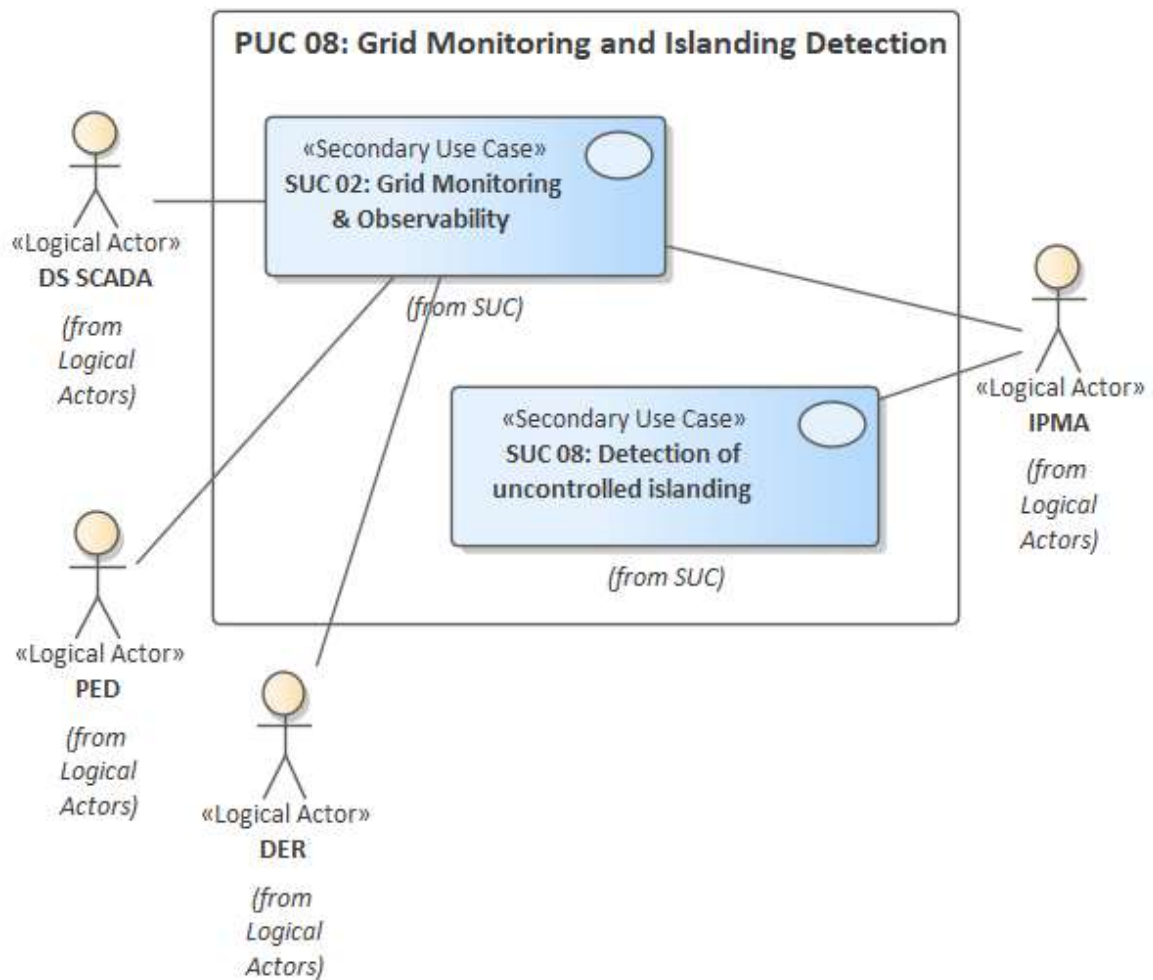 PUC 08: Grid Monitoring and Islanding Detection
«Secondary Use Case»
SUC 02: Grid Monitoring
& Observability
(from SUC)
«Logical Actor»
DS SCADA
(from
Logical
Actors)
«Logical Actor»
IPMA
(from
Logical
Actors)
«Secondary Use Case»
SUC 08: Detection of
uncontrolled islanding
(from SUC)
«Logical Actor»
PED
(from
Logical
Actors)
«Logical Actor»
DER
(from
Logical
Actors)